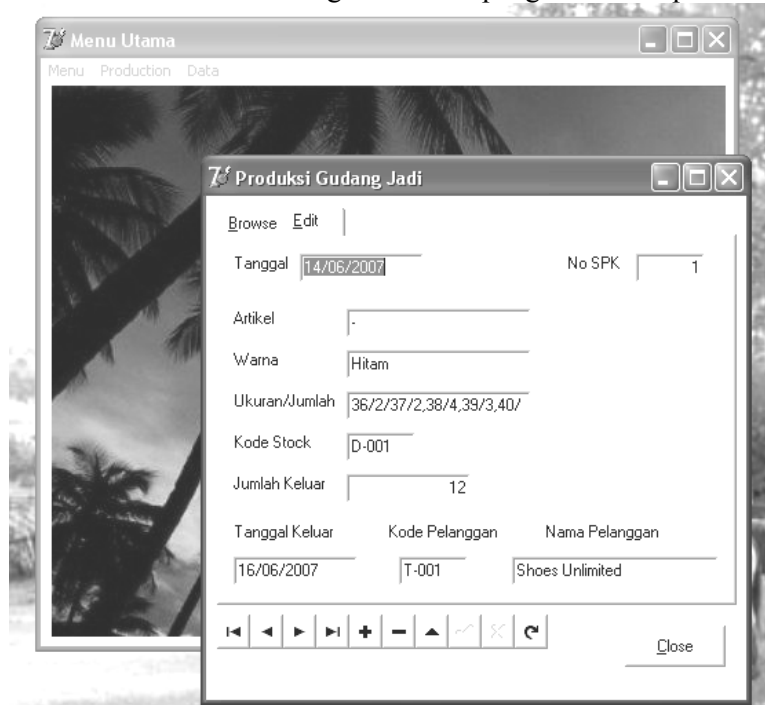 Menu Utama
Menu Production Data
Produksi Gudang Jadi
Browse Edit
Tanggal 14/06/2007 No SPK 1
Artikel -
Warna Hitam
Ukuran/Jumlah 36/2/37/2,38/4,39/3,40/
Kode Stock D-001
Jumlah Keluar 12
Tanggal Keluar Kode Pelanggan Nama Pelanggan
16/06/2007 T-001 Shoes Unlimited
Close